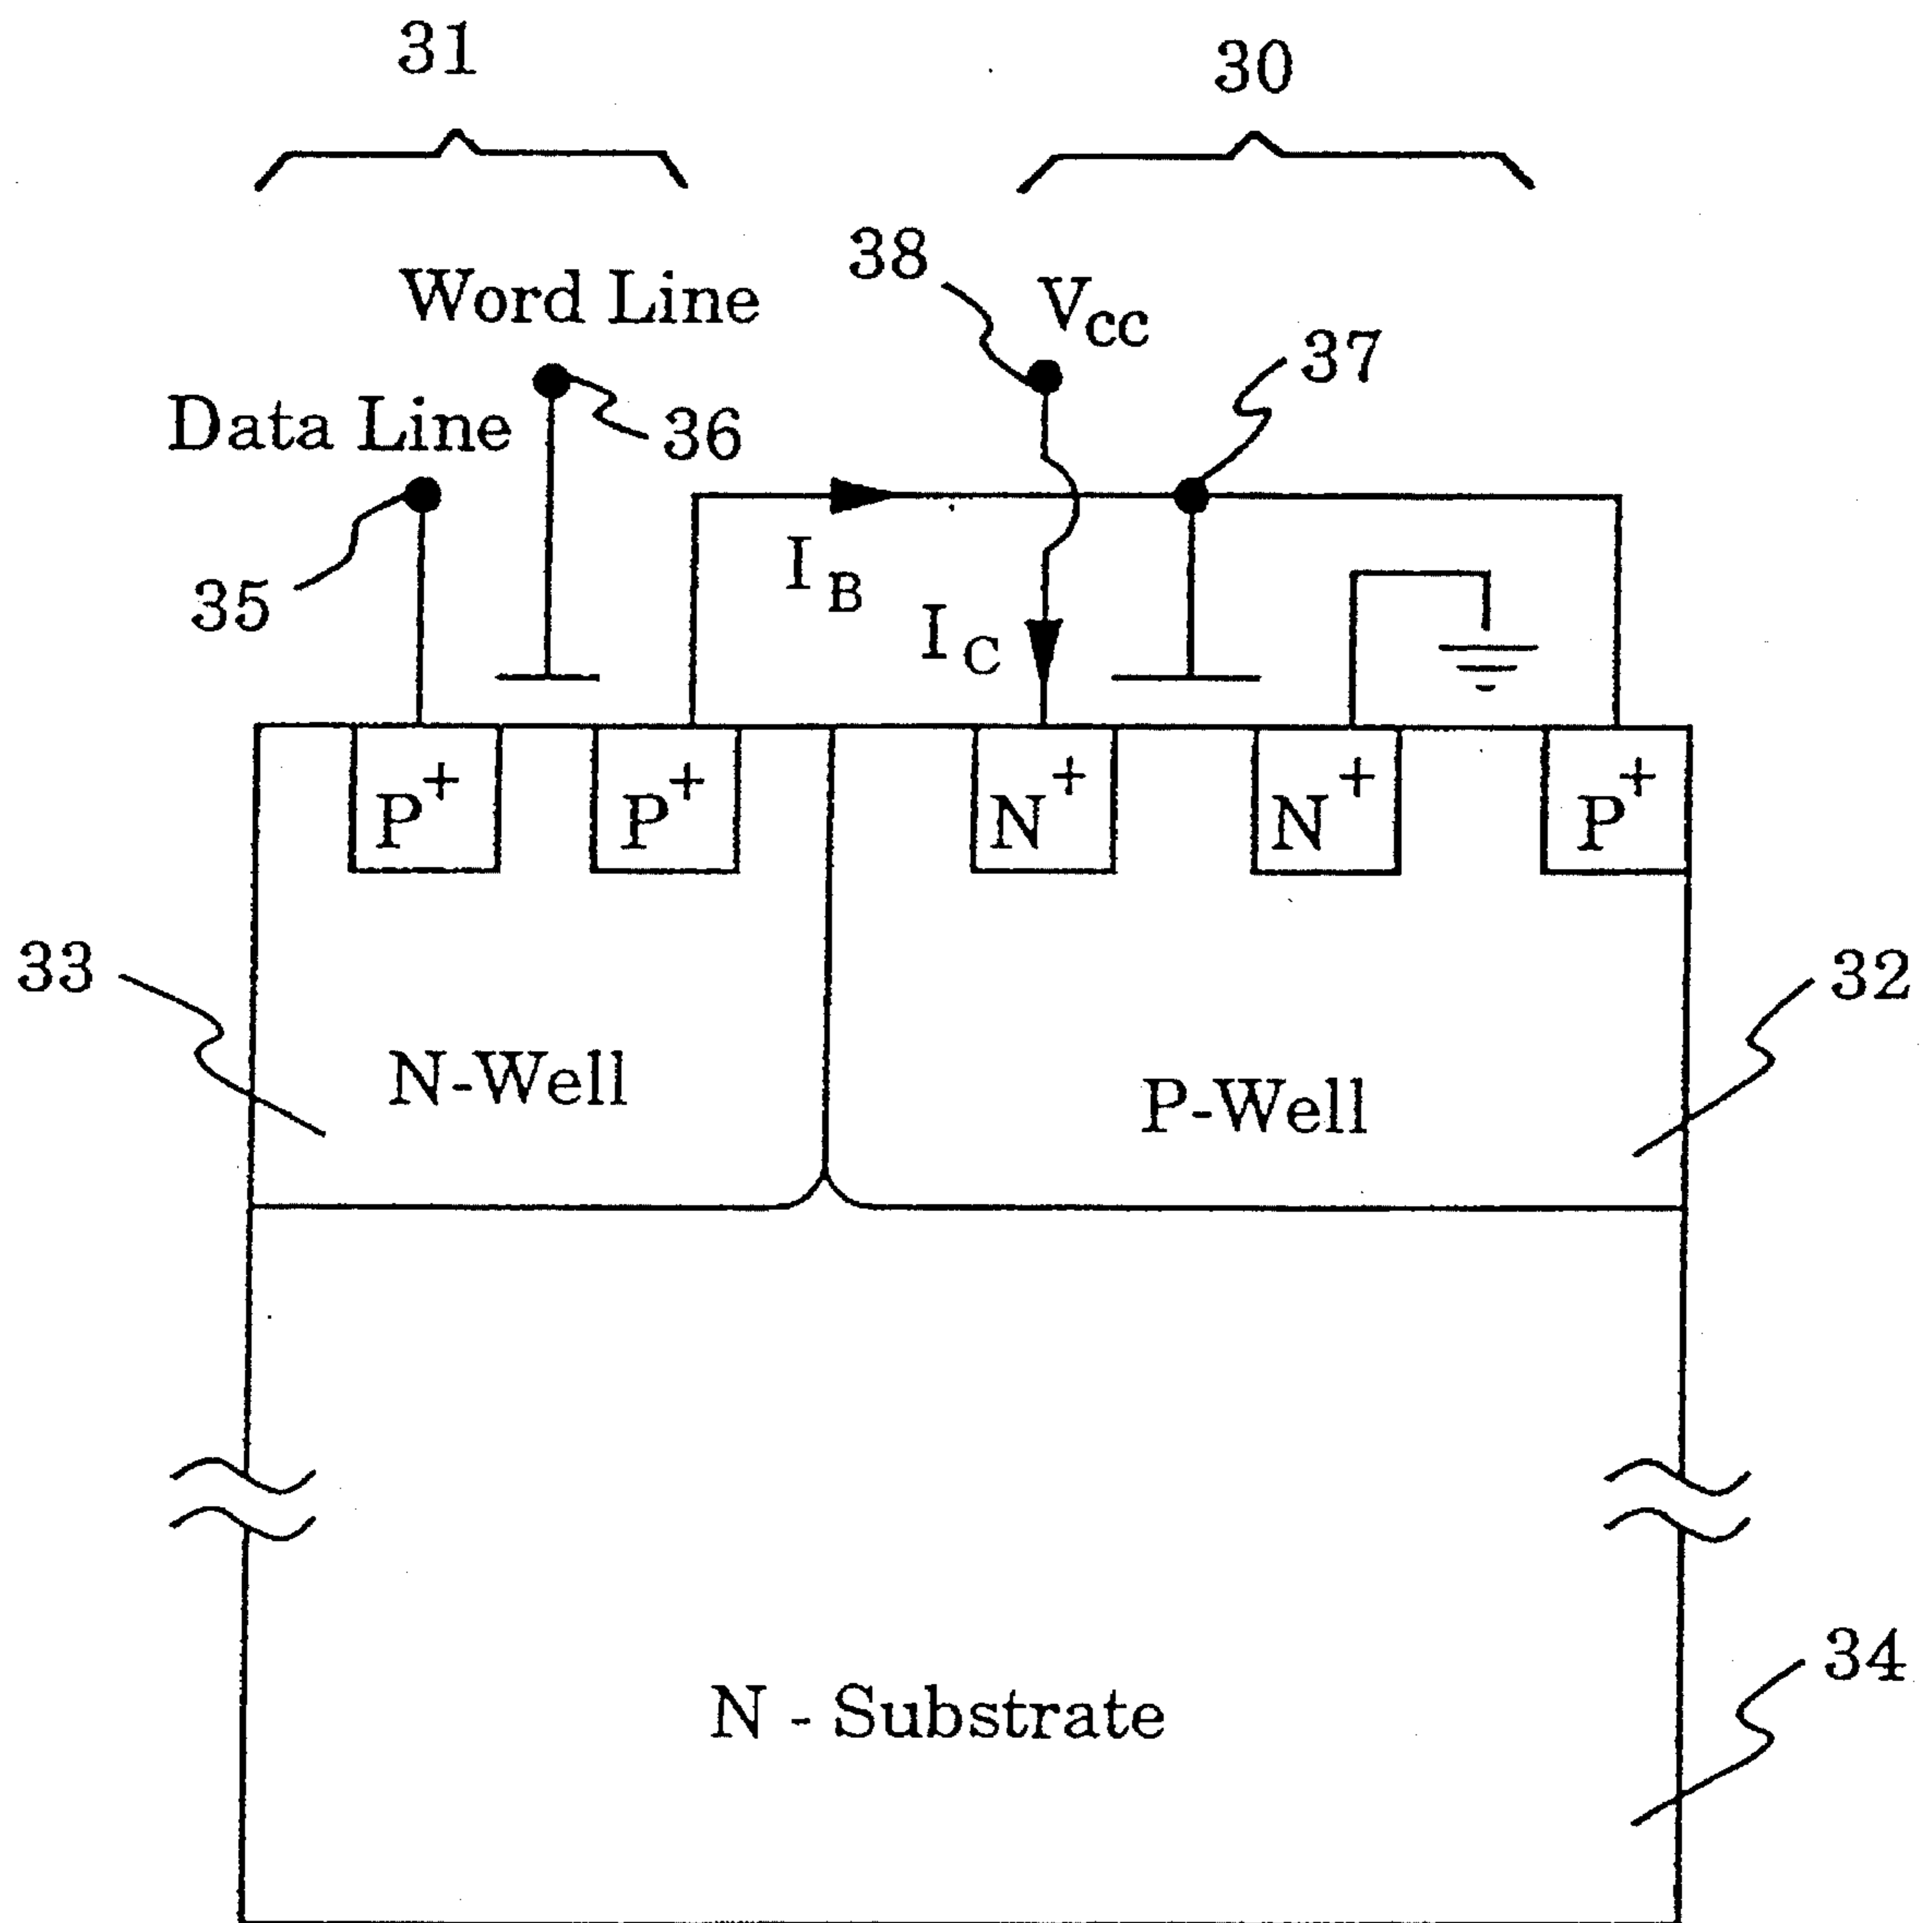 31
30
38
Word Line
Vcc
37
Data Line
36
35
IB
IC
P+
P+
N+
N+
P+
33
32
N-Well
P-Well
34
N - Substrate